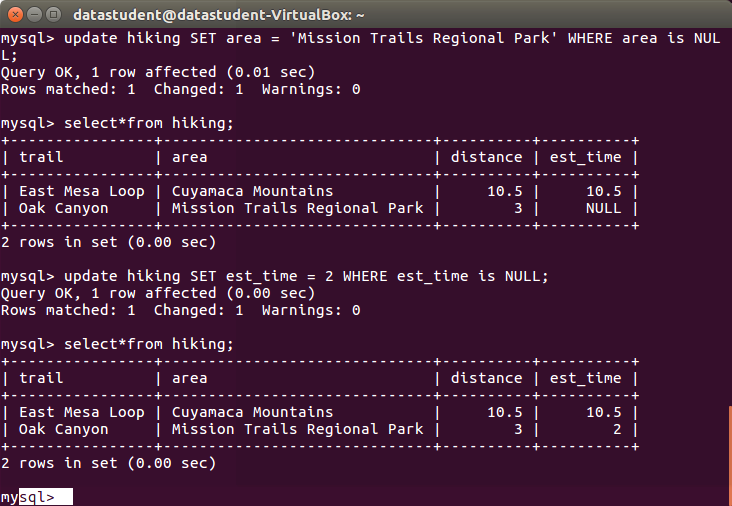 datastudent@datastudent-VirtualBox: ~
mysql> update hiking SET area = 'Mission Trails Regional Park' WHERE area is NUL
L;
Query OK, 1 row affected (0.01 sec)
Rows matched: 1  Changed: 1  Warnings: 0

mysql> select*from hiking;
+----------------+------------------------------+----------+----------+
| trail          | area                         | distance | est_time |
+----------------+------------------------------+----------+----------+
| East Mesa Loop | Cuyamaca Mountains           |     10.5 |     10.5 |
| Oak Canyon     | Mission Trails Regional Park |        3 |     NULL |
+----------------+------------------------------+----------+----------+
2 rows in set (0.00 sec)

mysql> update hiking SET est_time = 2 WHERE est_time is NULL;
Query OK, 1 row affected (0.00 sec)
Rows matched: 1  Changed: 1  Warnings: 0

mysql> select*from hiking;
+----------------+------------------------------+----------+----------+
| trail          | area                         | distance | est_time |
+----------------+------------------------------+----------+----------+
| East Mesa Loop | Cuyamaca Mountains           |     10.5 |     10.5 |
| Oak Canyon     | Mission Trails Regional Park |        3 |        2 |
+----------------+------------------------------+----------+----------+
2 rows in set (0.00 sec)

mysql>